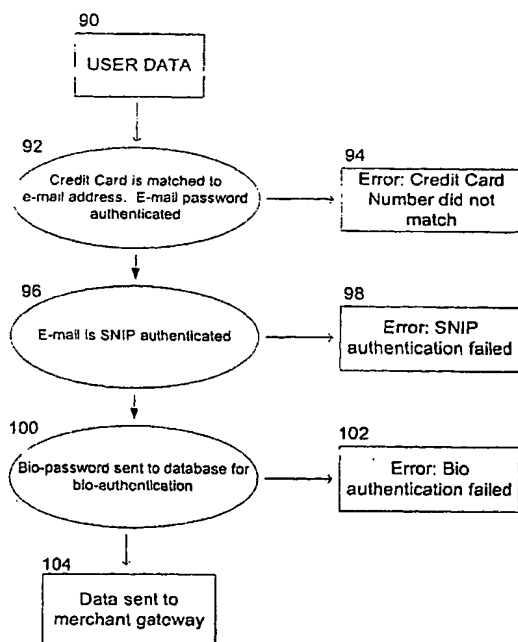 90
USER DATA
92
Credit Card is matched to
e-mail address. E-mail password
authenticated
94
Error: Credit Card
Number did not
match
96
E-mail is SNIP authenticated
98
Error: SNIP
authentication failed
100
Bio-password sent to database for
bio-authentication
102
Error: Bio
authentication failed
104
Data sent to
merchant gateway